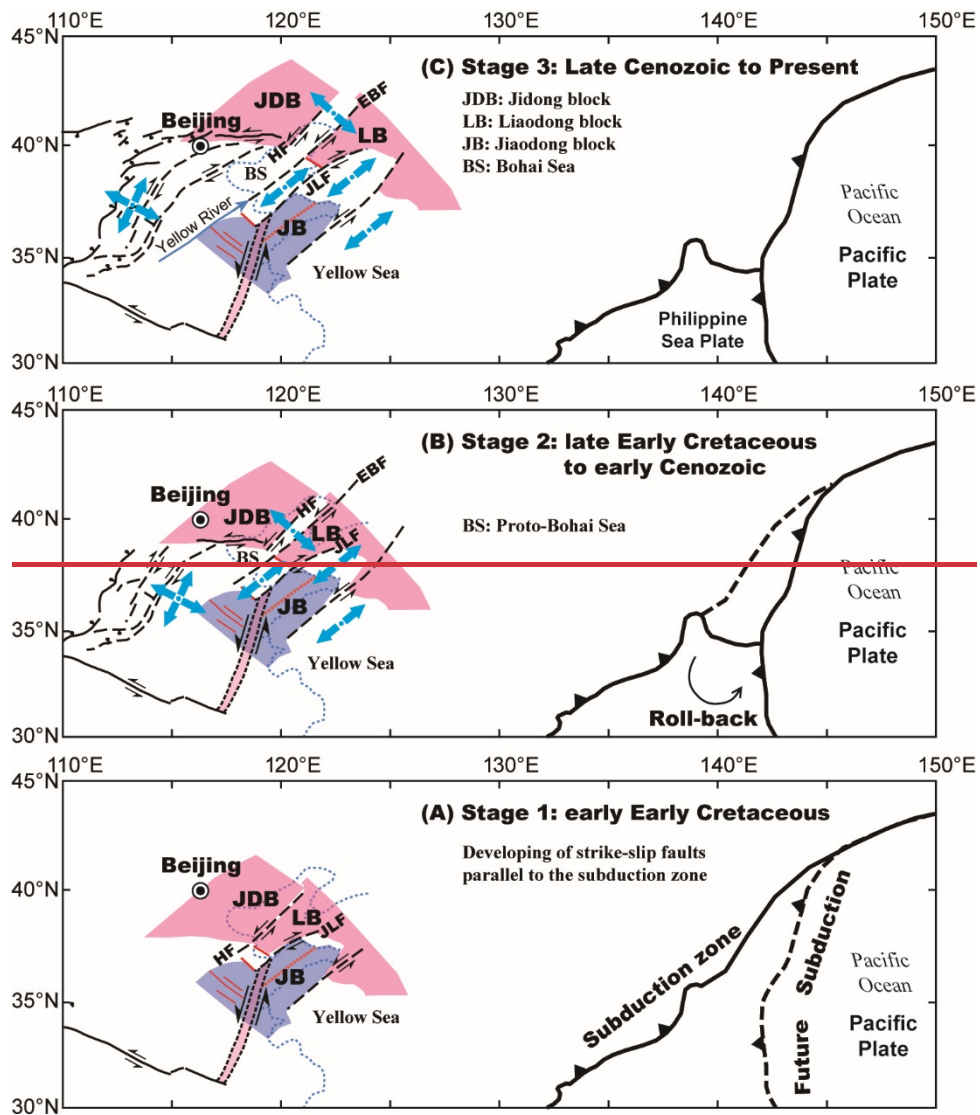 110°E 120°E 130°E 140°E 150°E
45°N
(C) Stage 3: Late Cenozoic to Present
JDB: Jidong block
LB: Liaodong block
JB: Jiaodong block
BS: Bohai Sea
JDB
EBF
Beijing
40°N
HF
LB
BS
JLF
Yellow River
JB
35°N
Yellow Sea
30°N
Pacific
Ocean
Pacific
Plate
Philippine
Sea Plate
110°E 120°E 130°E 140°E 150°E
45°N
(B) Stage 2: late Early Cretaceous
to early Cenozoic
BS: Proto-Bohai Sea
EBF
Beijing
40°N
JDB
HF
LB
JLF
BS
JB
35°N
Yellow Sea
30°N
Pacific
Ocean
Pacific
Plate
Roll-back
110°E 120°E 130°E 140°E 150°E
45°N
(A) Stage 1: early Early Cretaceous
Developing of strike-slip faults
parallel to the subduction zone
Beijing
40°N
JDB
LB
JLF
HF
JB
35°N
Yellow Sea
30°N
Subduction zone
Future Subduction
Pacific
Ocean
Pacific
Plate